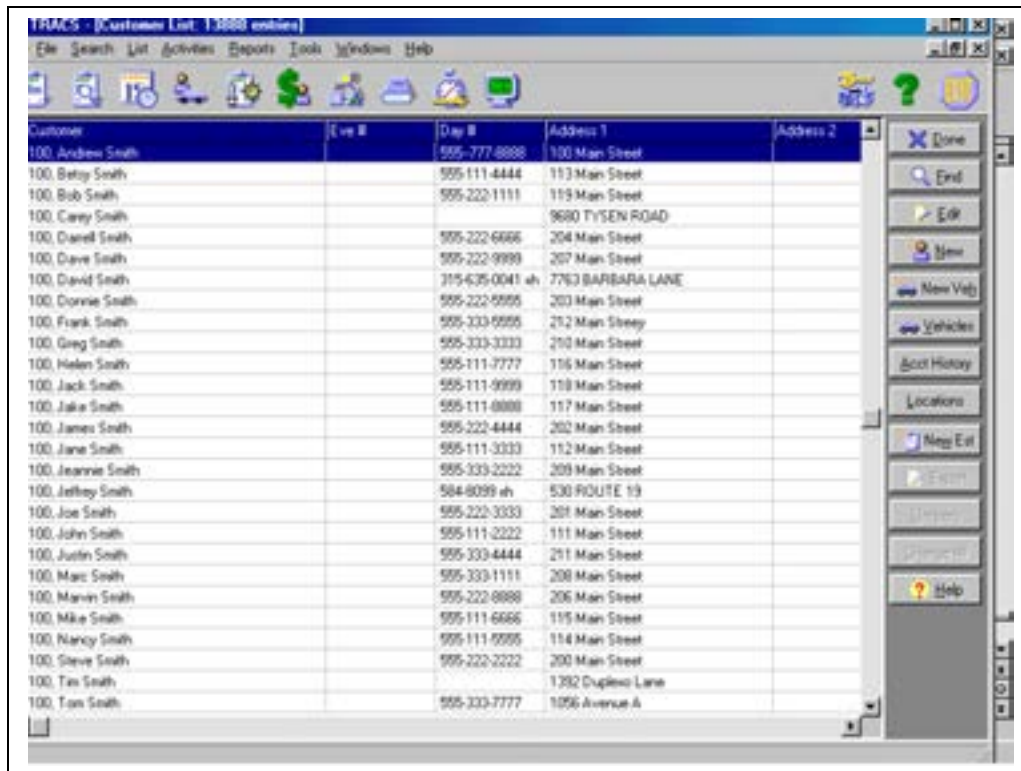 TRACS - [Customer List: 13888 entries]
File Search List Activities Reports Tools Windows Help
Customer Eve # Day # Address 1 Address 2
100, Andrew Smith 555--777-8888 100 Main Street
100, Betsy Smith 555-111-4444 113 Main Street
100, Bob Smith 555-222-1111 119 Main Street
100, Carey Smith 9680 TYSEN ROAD
100, Darrell Smith 555-222-6666 204 Main Street
100, Dave Smith 555-222-9999 207 Main Street
100, David Smith 315-635-0041 eh 7763 BARBARA LANE
100, Donnie Smith 555-222-5555 203 Main Street
100, Frank Smith 555-333-5555 212 Main Streey
100, Greg Smith 555-333-3333 210 Main Street
100, Helen Smith 555-111-7777 116 Main Street
100, Jack Smith 555-111-9999 118 Main Street
100, Jake Smith 555-111-8888 117 Main Street
100, James Smith 555-222-4444 202 Main Street
100, Jane Smith 555-111-3333 112 Main Street
100, Jeannie Smith 555-333-2222 209 Main Street
100, Jeffrey Smith 584-8099 eh 530 ROUTE 19
100, Joe Smith 555-222-3333 201 Main Street
100, John Smith 555-111-2222 111 Main Street
100, Justin Smith 555-333-4444 211 Main Street
100, Marc Smith 555-333-1111 208 Main Street
100, Marvin Smith 555-222-8888 206 Main Street
100, Mike Smith 555-111-6666 115 Main Street
100, Nancy Smith 555-111-5555 114 Main Street
100, Steve Smith 555-222-2222 200 Main Street
100, Tim Smith 1392 Duplexo Lane
100, Tom Smith 555-333-7777 1056 Avenue A
Done
Find
Edit
New
New Veh
Vehicles
Acct History
Locations
New Est
Export
Help